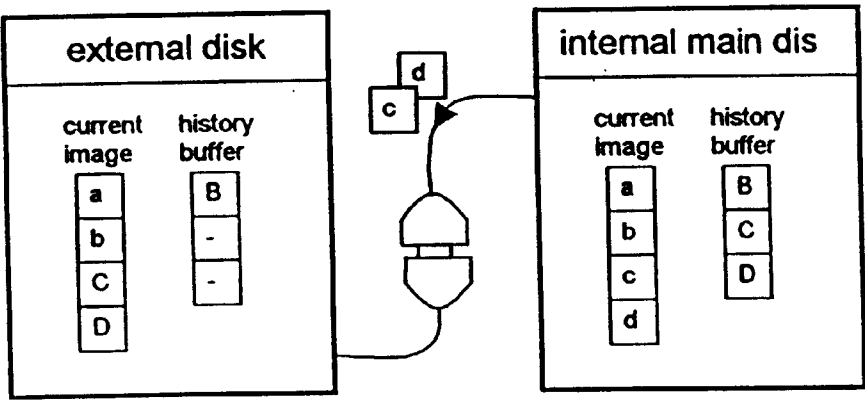 external disk
current
image
history
buffer
a
b
C
D
B
-
-
d
c
internal main dis
current
image
history
buffer
a
b
c
d
B
C
D